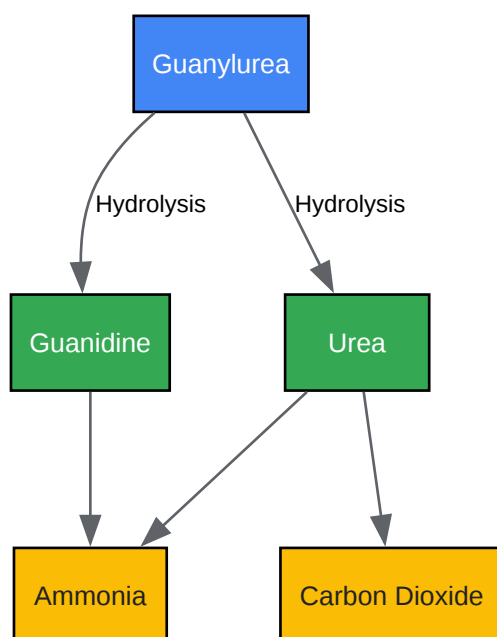 Guanylurea
Hydrolysis
Hydrolysis
Guanidine
Urea
Ammonia
Carbon Dioxide